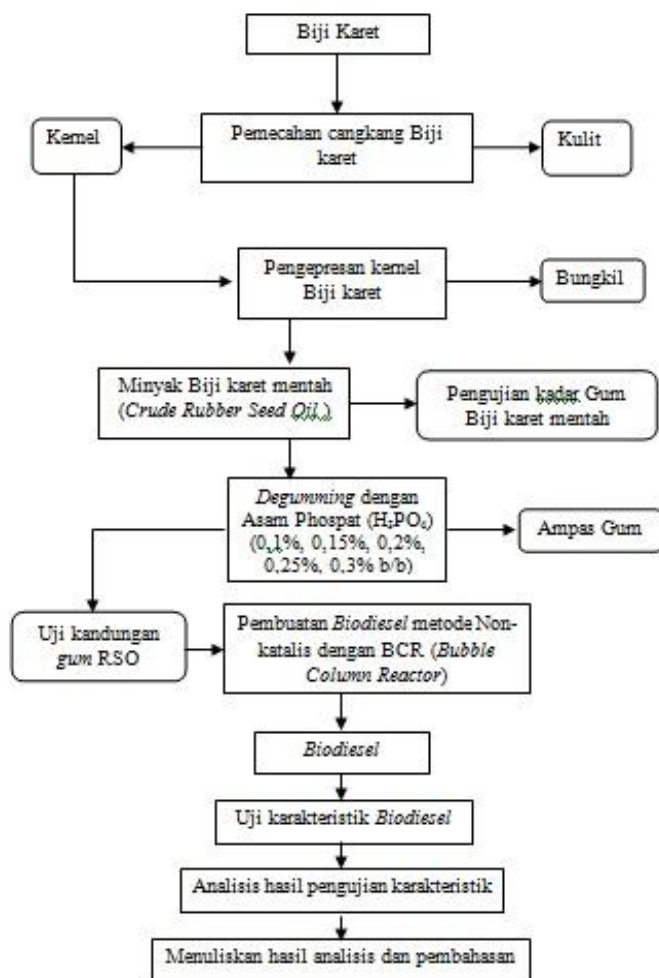 Biji Karet
Kernel
Pemecahan cangkang Biji
karet
Kulit
Pengepresan kernel
Biji karet
Bungkil
Minyak Biji karet mentah
(Crude Rubber Seed Oil )
Pengujian kadar Gum
Biji karet mentah
Degumming dengan
Asam Phospat (H₃PO₄)
(0,1%, 0,15%, 0,2%,
0,25%, 0,3% b/b)
Ampas Gum
Uji kandungan
gum RSO
Pembuatan Biodiesel metode Non-
katalis dengan BCR (Bubble
Column Reactor)
Biodiesel
Uji karakteristik Biodiesel
Analisis hasil pengujian karakteristik
Menuliskan hasil analisis dan pembahasan